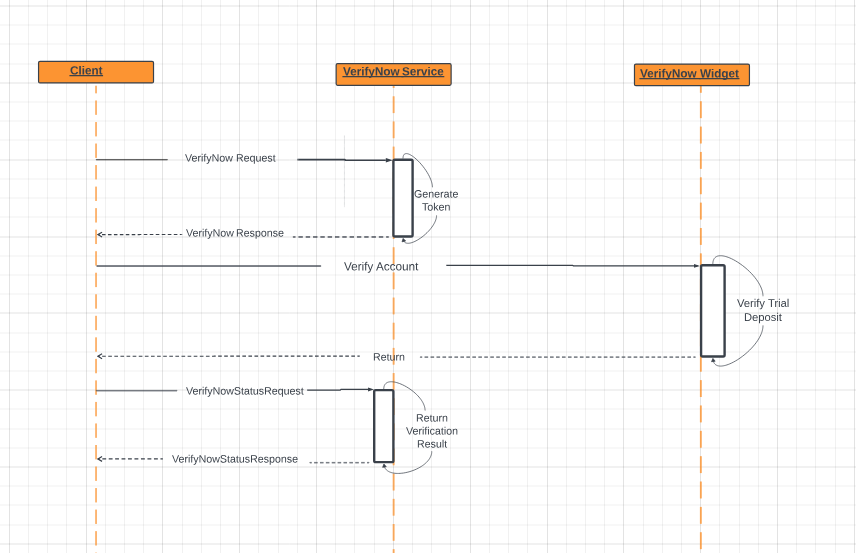 Client
VerifyNow Service
VerifyNow Widget
VerifyNow Request
Generate
Token
VerifyNow Response
Verify Account
Verify Trial
Deposit
Return
VerifyNowStatusRequest
Return
Verification
Result
VerifyNowStatusResponse